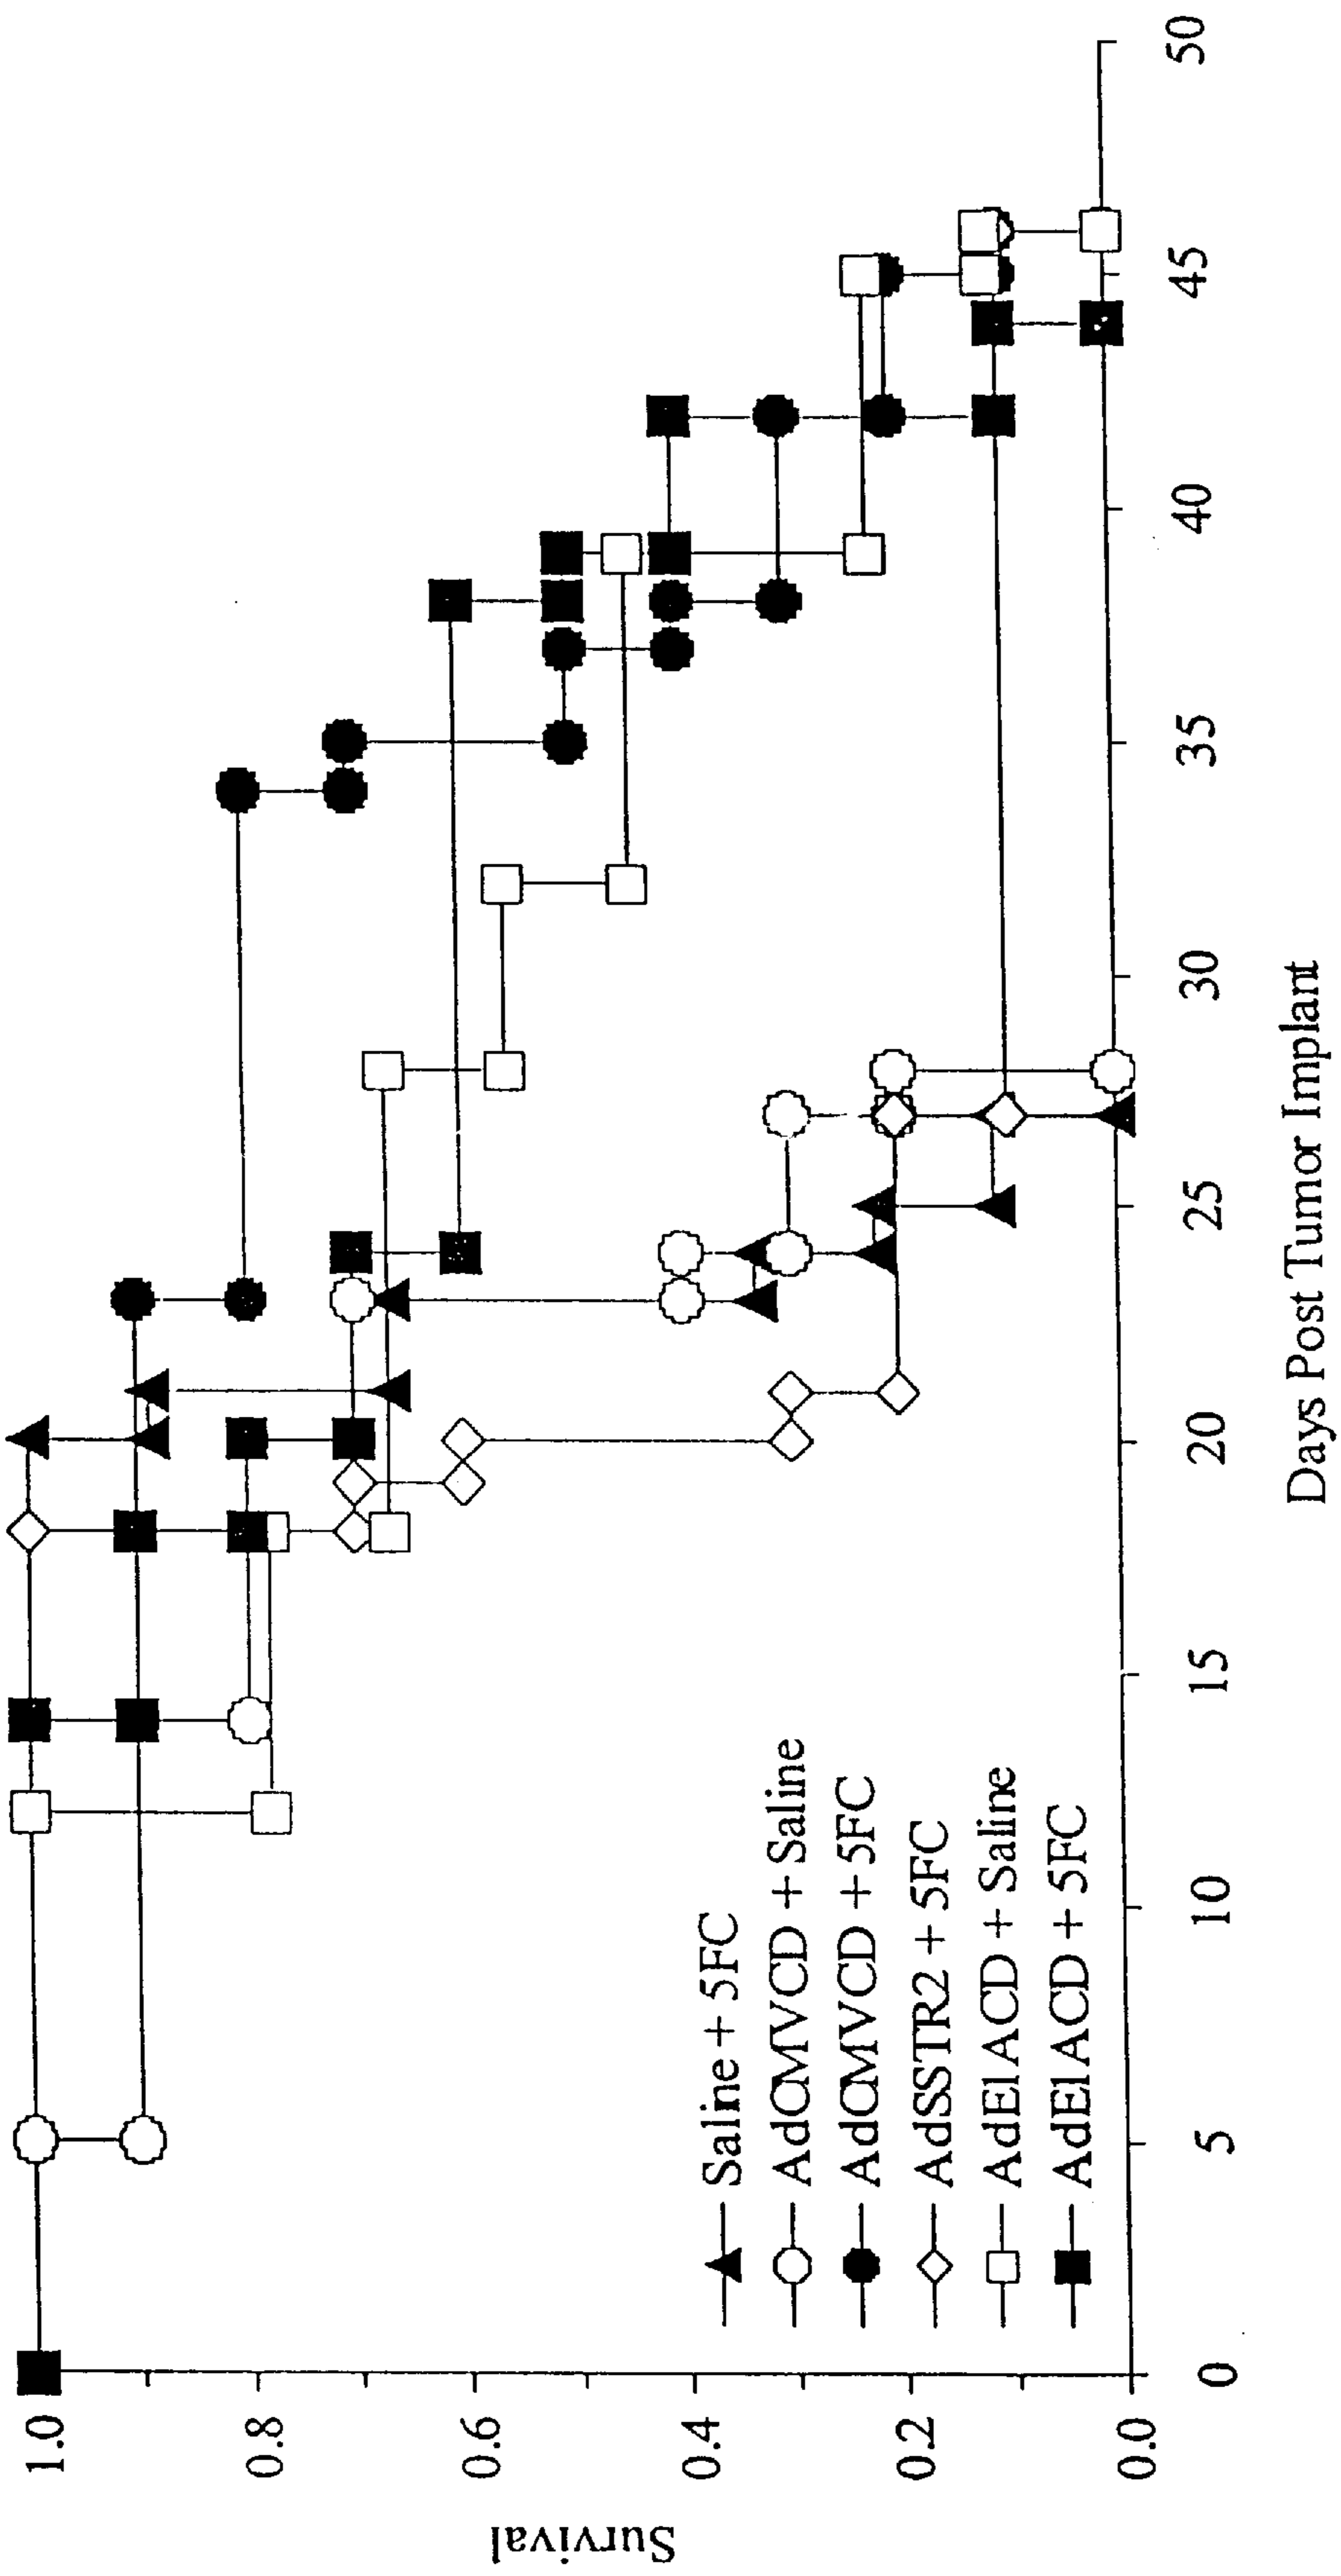 Survival
1.0
0.8
0.6
0.4
0.2
0.0
Saline + 5FC
AdCMVCD + Saline
AdCMVCD + 5FC
AdSSTR2 + 5FC
AdE1ACD + Saline
AdE1ACD + 5FC
0
5
10
15
20
25
30
35
40
45
50
Days Post Tumor Implant